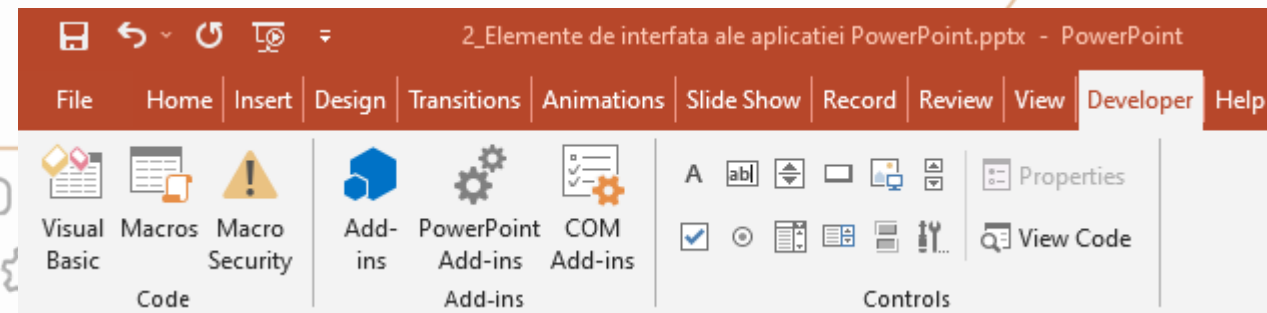 2_Elemente de interfata ale aplicatiei PowerPoint.pptx - PowerPoint
File Home Insert Design Transitions Animations Slide Show Record Review View Developer Help
Visual Basic
Macros
Macro Security
Add-ins
PowerPoint Add-ins
COM Add-ins
A abl
Properties
View Code
Code
Add-ins
Controls